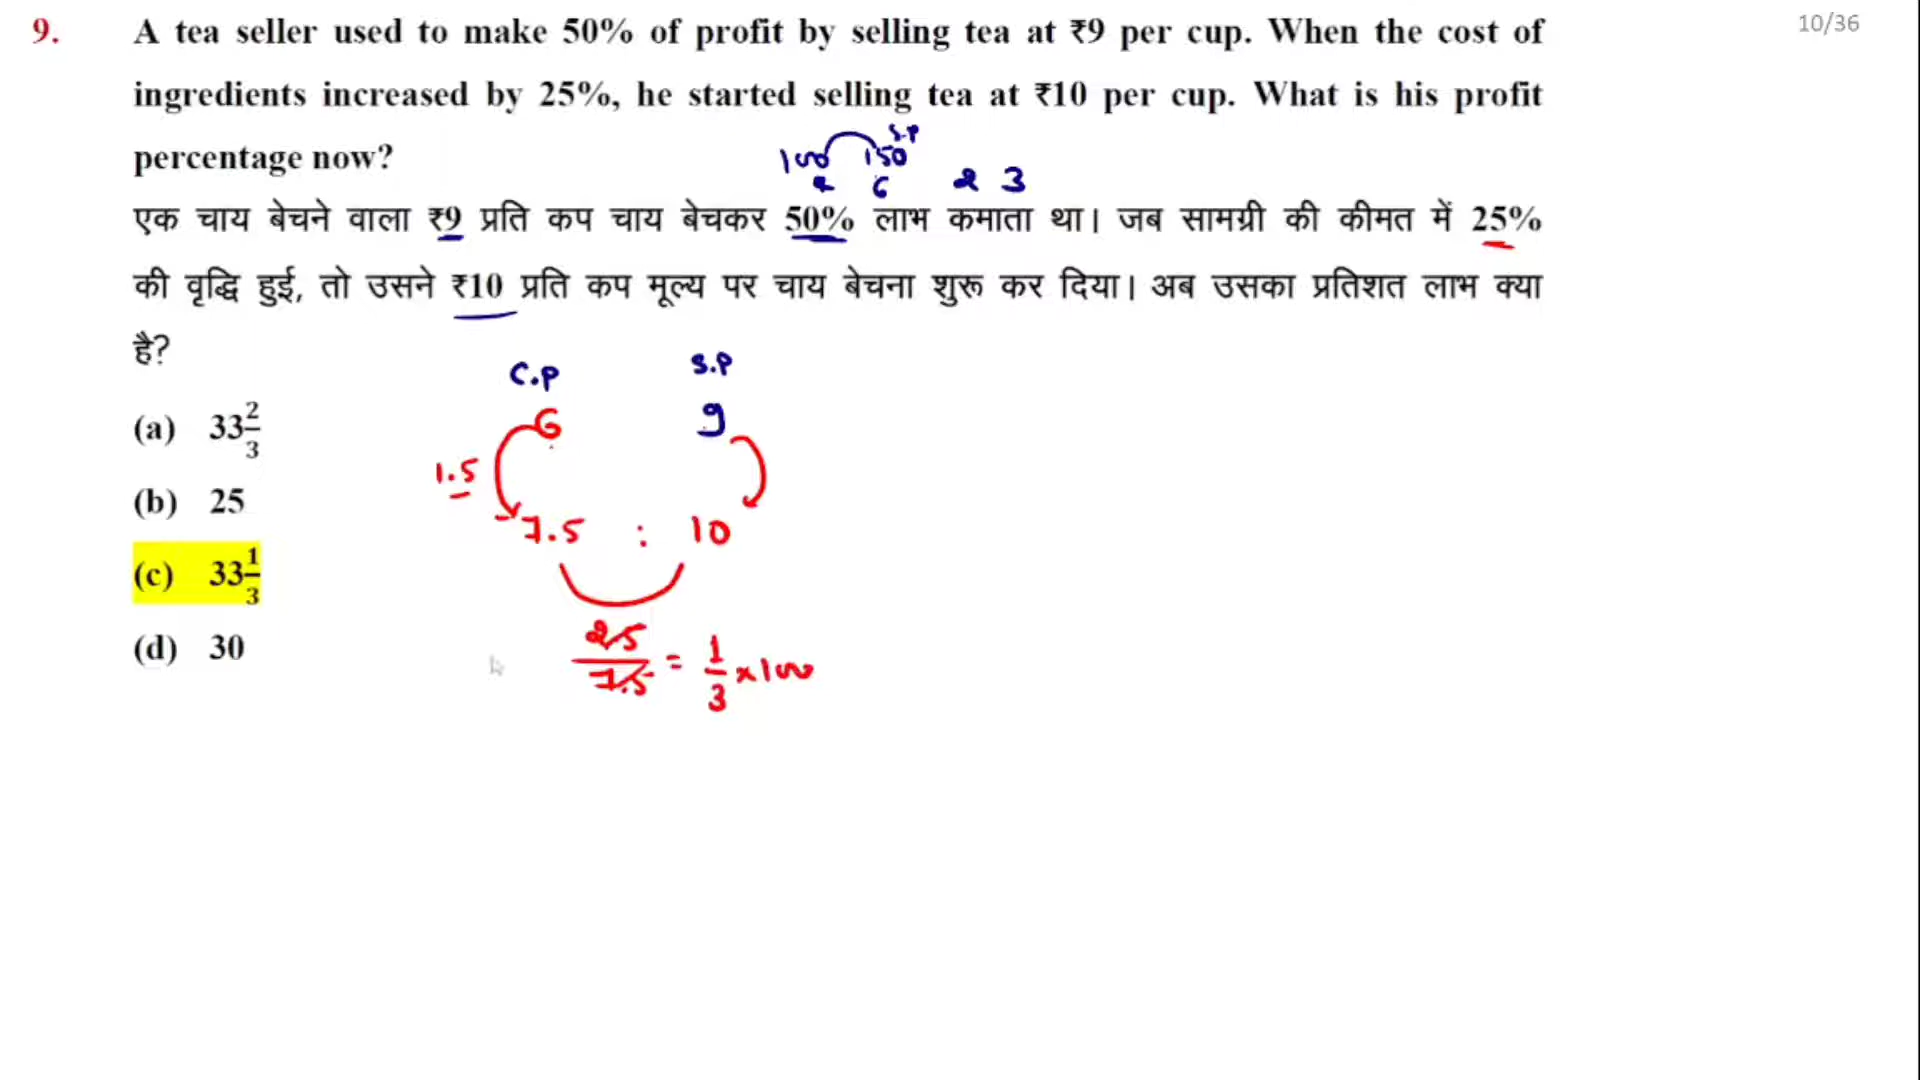 10/36
9. A tea seller used to make 50% of profit by selling tea at ₹9 per cup. When the cost of
ingredients increased by 25%, he started selling tea at ₹10 per cup. What is his profit
percentage now?
S.P
100 150
6 2 3
एक चाय बेचने वाला ₹9 प्रति कप चाय बेचकर 50% लाभ कमाता था। जब सामग्री की कीमत में 25%
की वृद्धि हुई, तो उसने ₹10 प्रति कप मूल्य पर चाय बेचना शुरू कर दिया। अब उसका प्रतिशत लाभ क्या
है?
C.P S.P
6 9
1.5
7.5 : 10
2.5/7.5 = 1/3 x 100
(a) 33 2/3
(b) 25
(c) 33 1/3
(d) 30